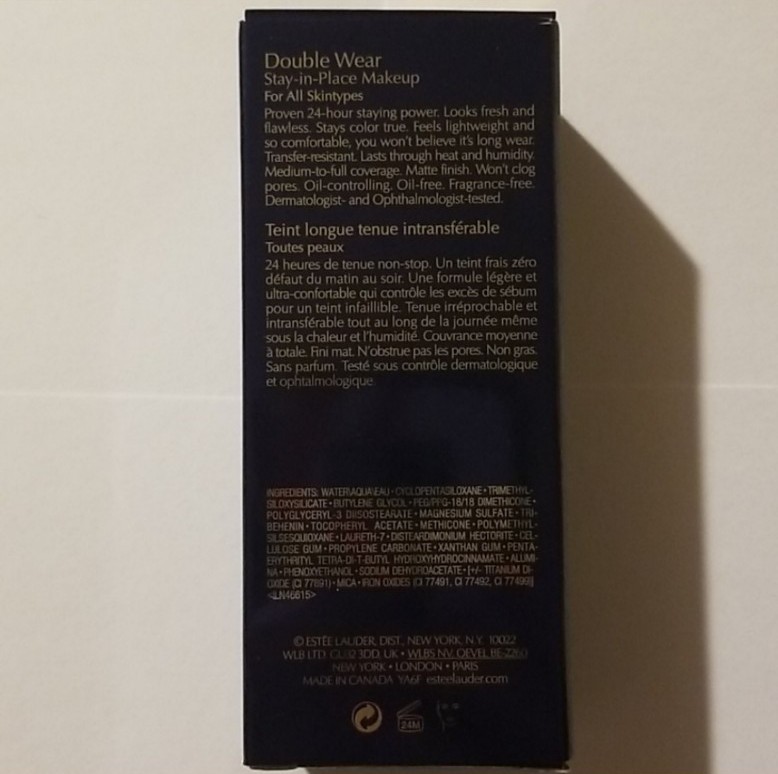 Double Wear
Stay-in-Place Makeup
For All Skintypes
Proven 24-hour staying power. Looks fresh and
flawless. Stays color true. Feels lightweight and
so comfortable, you won't believe it's long wear.
Transfer-resistant. Lasts through heat and humidity.
Medium-to-full coverage. Matte finish. Won't clog
pores. Oil-controlling. Oil-free. Fragrance-free.
Dermatologist- and Ophthalmologist-tested.
Teint longue tenue intransférable
Toutes peaux
24 heures de tenue non-stop. Un teint frais zéro
défaut du matin au soir. Une formule légère et
ultra-confortable qui contrôle les excès de sébum
pour un teint infaillible. Tenue irréprochable et
intransférable tout au long de la journée même
sous la chaleur et l'humidité. Couvrance moyenne
à totale. Fini mat. N'obstrue pas les pores. Non gras.
Sans parfum. Testé sous contrôle dermatologique
et ophtalmologique.
INGREDIENTS: WATER\AQUA\EAU • CYCLOPENTASILOXANE • TRIMETHYL-
SILOXYSILICATE • BUTYLENE GLYCOL • PEG/PPG-18/18 DIMETHICONE •
POLYGLYCERYL-3 DIISOSTEARATE • MAGNESIUM SULFATE • TRI-
BEHENIN • TOCOPHERYL ACETATE • METHICONE • POLYMETHYL-
SILSESQUIOXANE • LAURETH-7 • DISTEARDIMONIUM HECTORITE • CEL-
LULOSE GUM • PROPYLENE CARBONATE • XANTHAN GUM • PENTA-
ERYTHRITYL TETRA-DI-T-BUTYL HYDROXYHYDROCINNAMATE • ALUMI-
NA • PHENOXYETHANOL • SODIUM DEHYDROACETATE • [+/- TITANIUM DI-
OXIDE (CI 77891) • MICA • IRON OXIDES (CI 77491, CI 77492, CI 77499)]
<ILN46615>
© ESTÉE LAUDER, DIST., NEW YORK, N.Y. 10022
WLB LTD. GU32 3DD, UK • WLBS NV, OEVEL BE-2260
NEW YORK • LONDON • PARIS
MADE IN CANADA YA6F esteelauder.com
24M